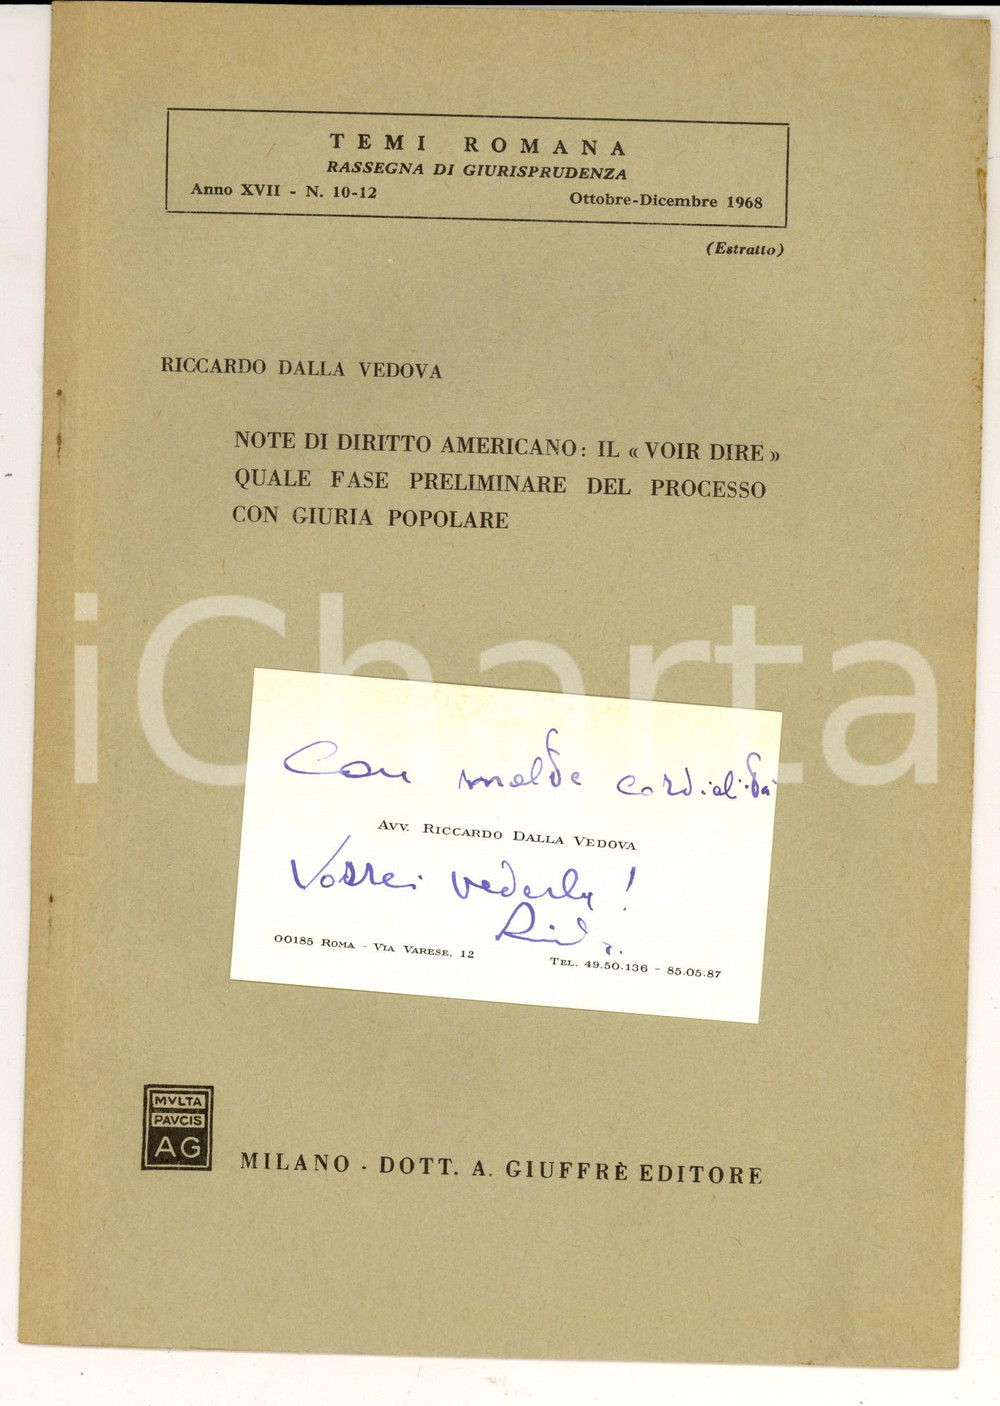 TEMI ROMANA
RASSEGNA DI GIURISPRUDENZA
Anno XVII - N. 10-12 Ottobre-Dicembre 1968
(Estratto)
RICCARDO DALLA VEDOVA
NOTE DI DIRITTO AMERICANO: IL « VOIR DIRE »
QUALE FASE PRELIMINARE DEL PROCESSO
CON GIURIA POPOLARE
iCharta
Con molta cordialità
AVV. RICCARDO DALLA VEDOVA
Vorrei vederla!
00185 ROMA - VIA VARESE, 12 TEL. 49.50.136 - 85.05.87
MVLTA
PAVCIS
AG
MILANO - DOTT. A. GIUFFRÈ EDITORE